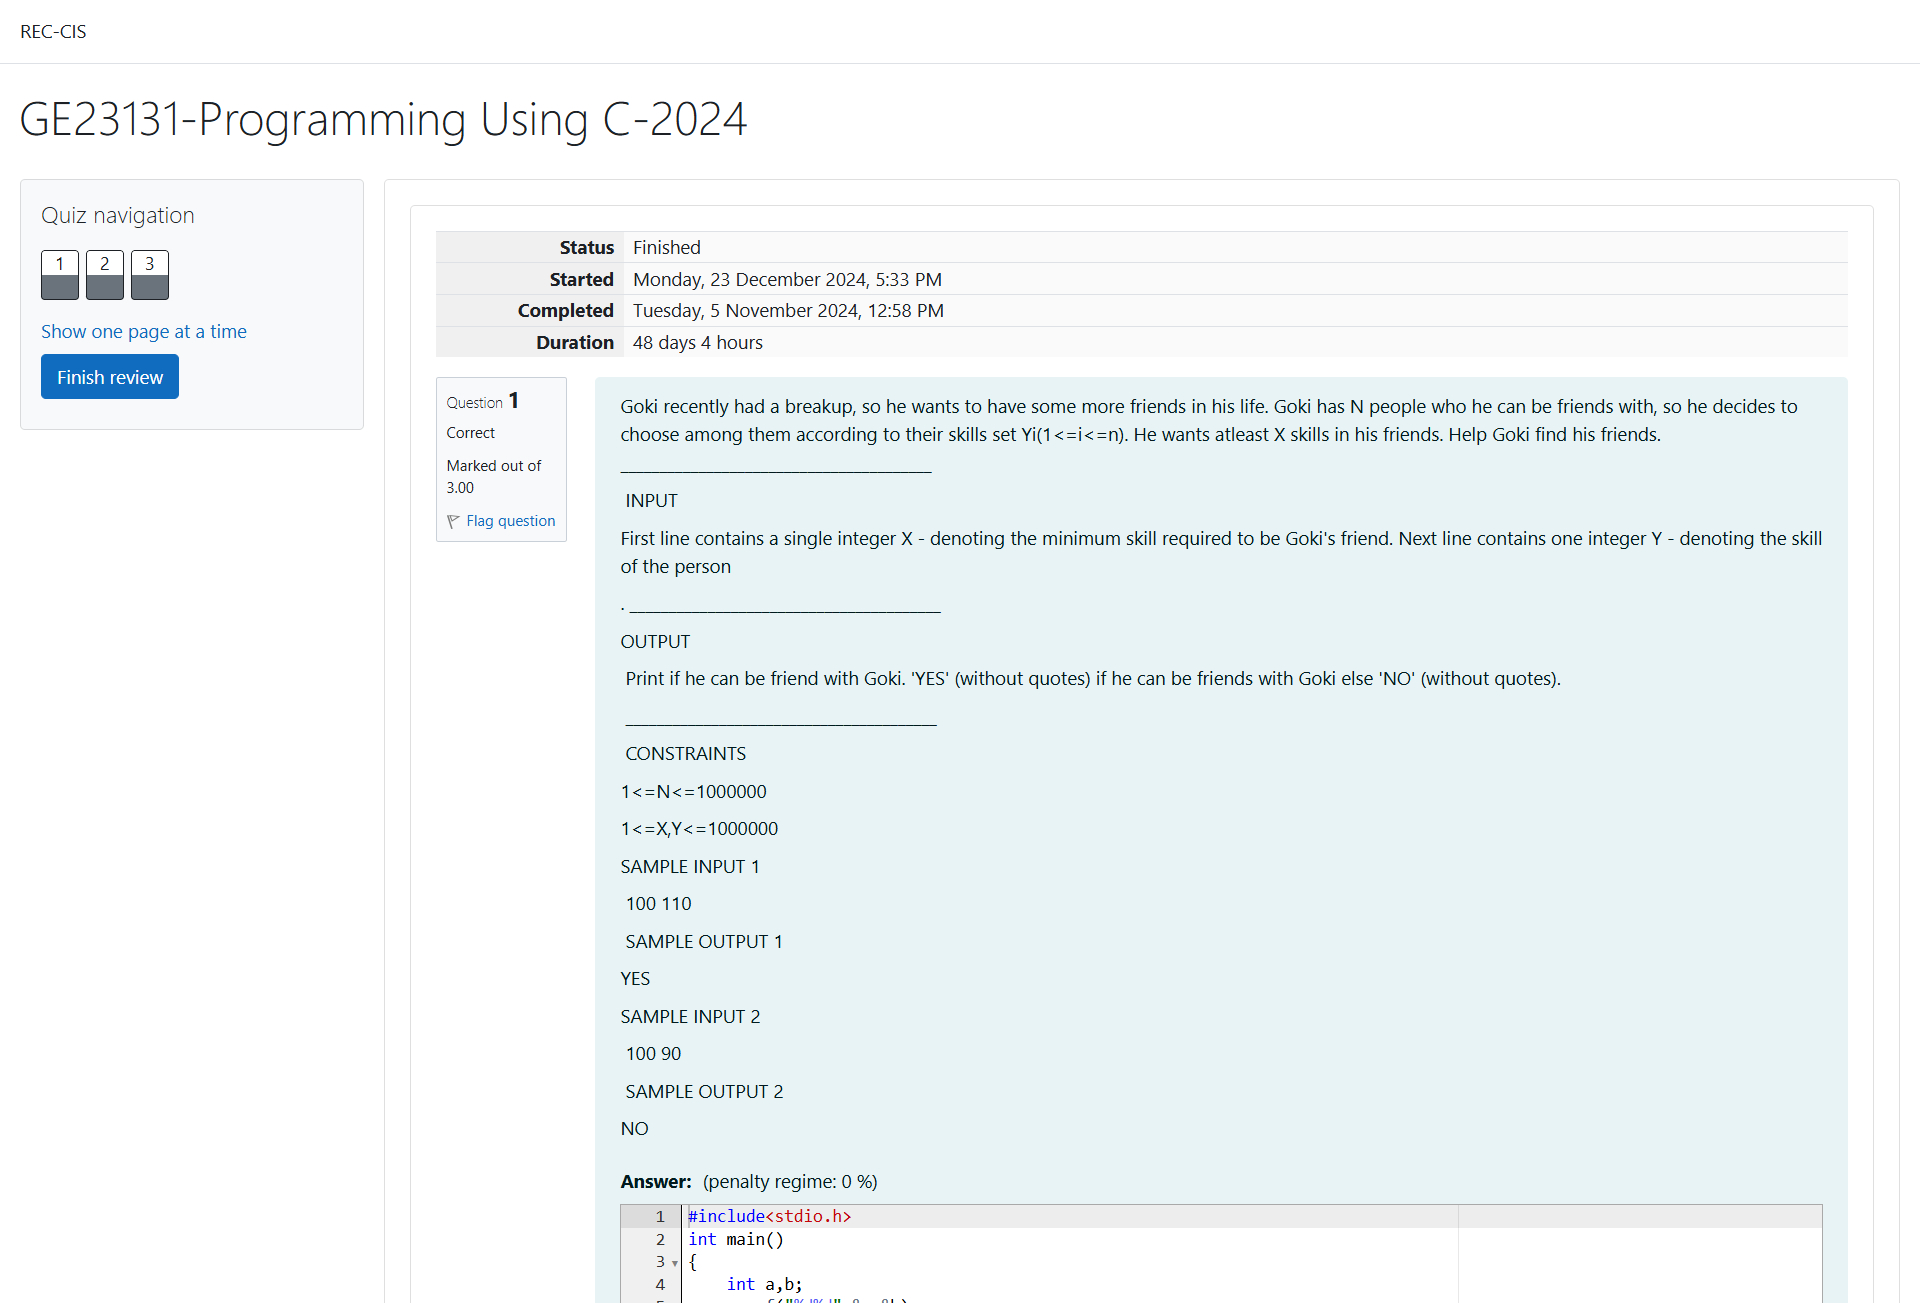 REC-CIS
GE23131-Programming Using C-2024
Quiz navigation
1 2 3
Show one page at a time
Finish review
Status Finished
Started Monday, 23 December 2024, 5:33 PM
Completed Tuesday, 5 November 2024, 12:58 PM
Duration 48 days 4 hours
Question 1
Correct
Marked out of
3.00
Flag question
Goki recently had a breakup, so he wants to have some more friends in his life. Goki has N people who he can be friends with, so he decides to
choose among them according to their skills set Yi(1<=i<=n). He wants atleast X skills in his friends. Help Goki find his friends.
________________________________________
INPUT
First line contains a single integer X - denoting the minimum skill required to be Goki's friend. Next line contains one integer Y - denoting the skill
of the person
. ________________________________________
OUTPUT
Print if he can be friend with Goki. 'YES' (without quotes) if he can be friends with Goki else 'NO' (without quotes).
________________________________________
CONSTRAINTS
1<=N<=1000000
1<=X,Y<=1000000
SAMPLE INPUT 1
100 110
SAMPLE OUTPUT 1
YES
SAMPLE INPUT 2
100 90
SAMPLE OUTPUT 2
NO
Answer: (penalty regime: 0 %)
1 #include<stdio.h>
2 int main()
3 {
4 int a,b;